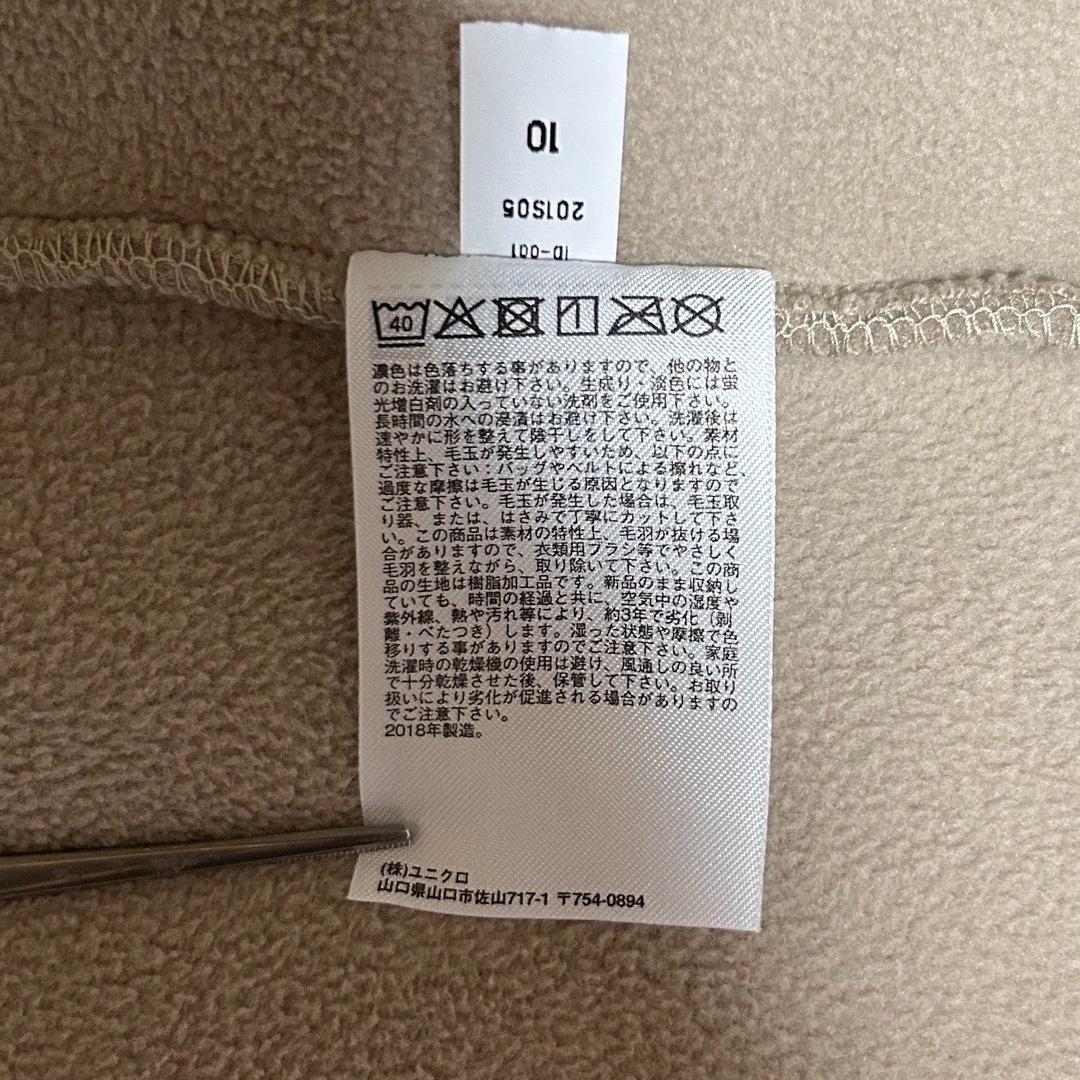 10
201S05
40
濃色は色落ちする事がありますので、他の物と
のお洗濯はお避け下さい。生成り・淡色には蛍
光増白剤の入っていない洗剤をご使用下さい。
長時間の水への浸漬はお避け下さい。洗濯後は
速やかに形を整えて陰干しをして下さい。素材
特性上、毛玉が発生しやすいため、以下の点に
ご注意下さい：バッグやベルトによる擦れなど、
過度な摩擦は毛玉が生じる原因となりますので
ご注意下さい。毛玉が発生した場合は、毛玉取
り器、または、はさみで丁寧にカットして下さ
い。この商品は素材の特性上、毛羽が抜ける場
合がありますので、衣類用ブラシ等でやさしく
毛羽を整えながら、取り除いて下さい。この商
品の生地は樹脂加工品です。新品のまま収納し
ていても、時間の経過と共に、空気中の湿度や
紫外線、熱や汚れ等により、約3年で劣化（剥
離・べたつき）します。湿った状態や摩擦で色
移りする事がありますのでご注意下さい。家庭
洗濯時の乾燥機の使用は避け、風通しの良い所
で十分乾燥させた後、保管して下さい。お取り
扱いにより劣化が促進される場合がありますの
でご注意下さい。
2018年製造。
(株)ユニクロ
山口県山口市佐山717-1 〒754-0894